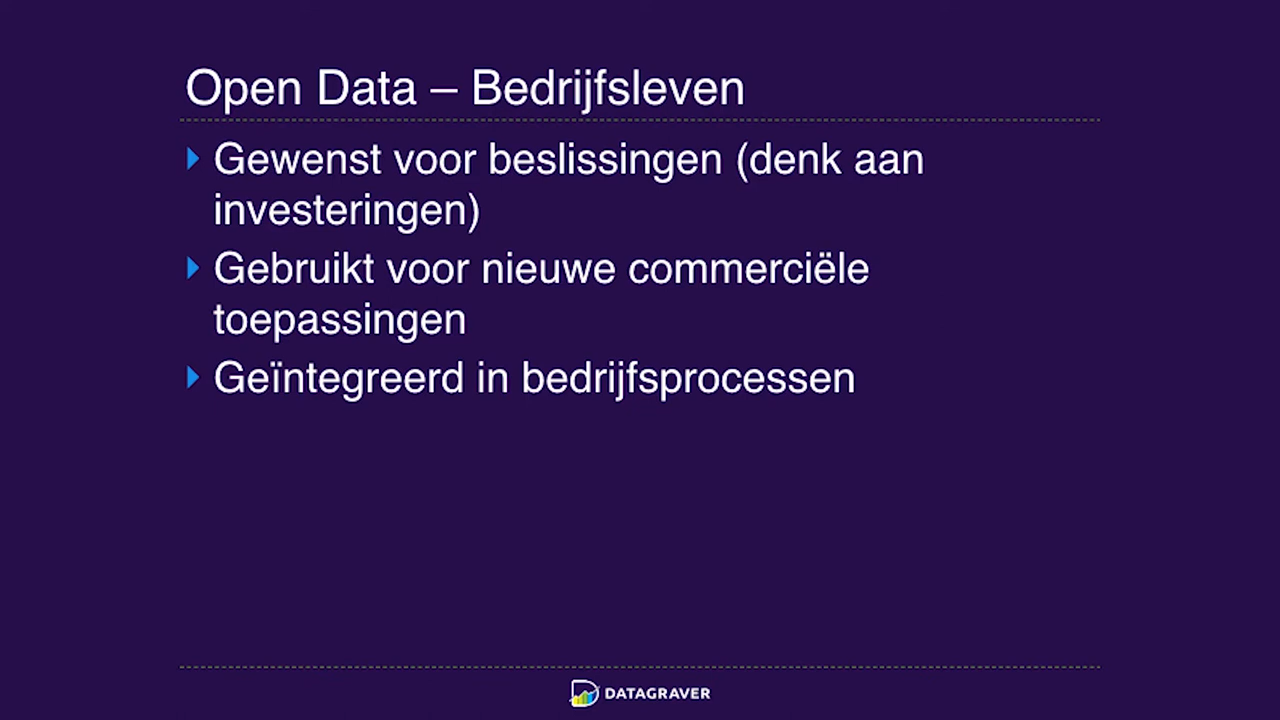 Open Data – Bedrijfsleven
Gewenst voor beslissingen (denk aan
investeringen)
Gebruikt voor nieuwe commerciële
toepassingen
Geïntegreerd in bedrijfsprocessen
DATAGRAVER